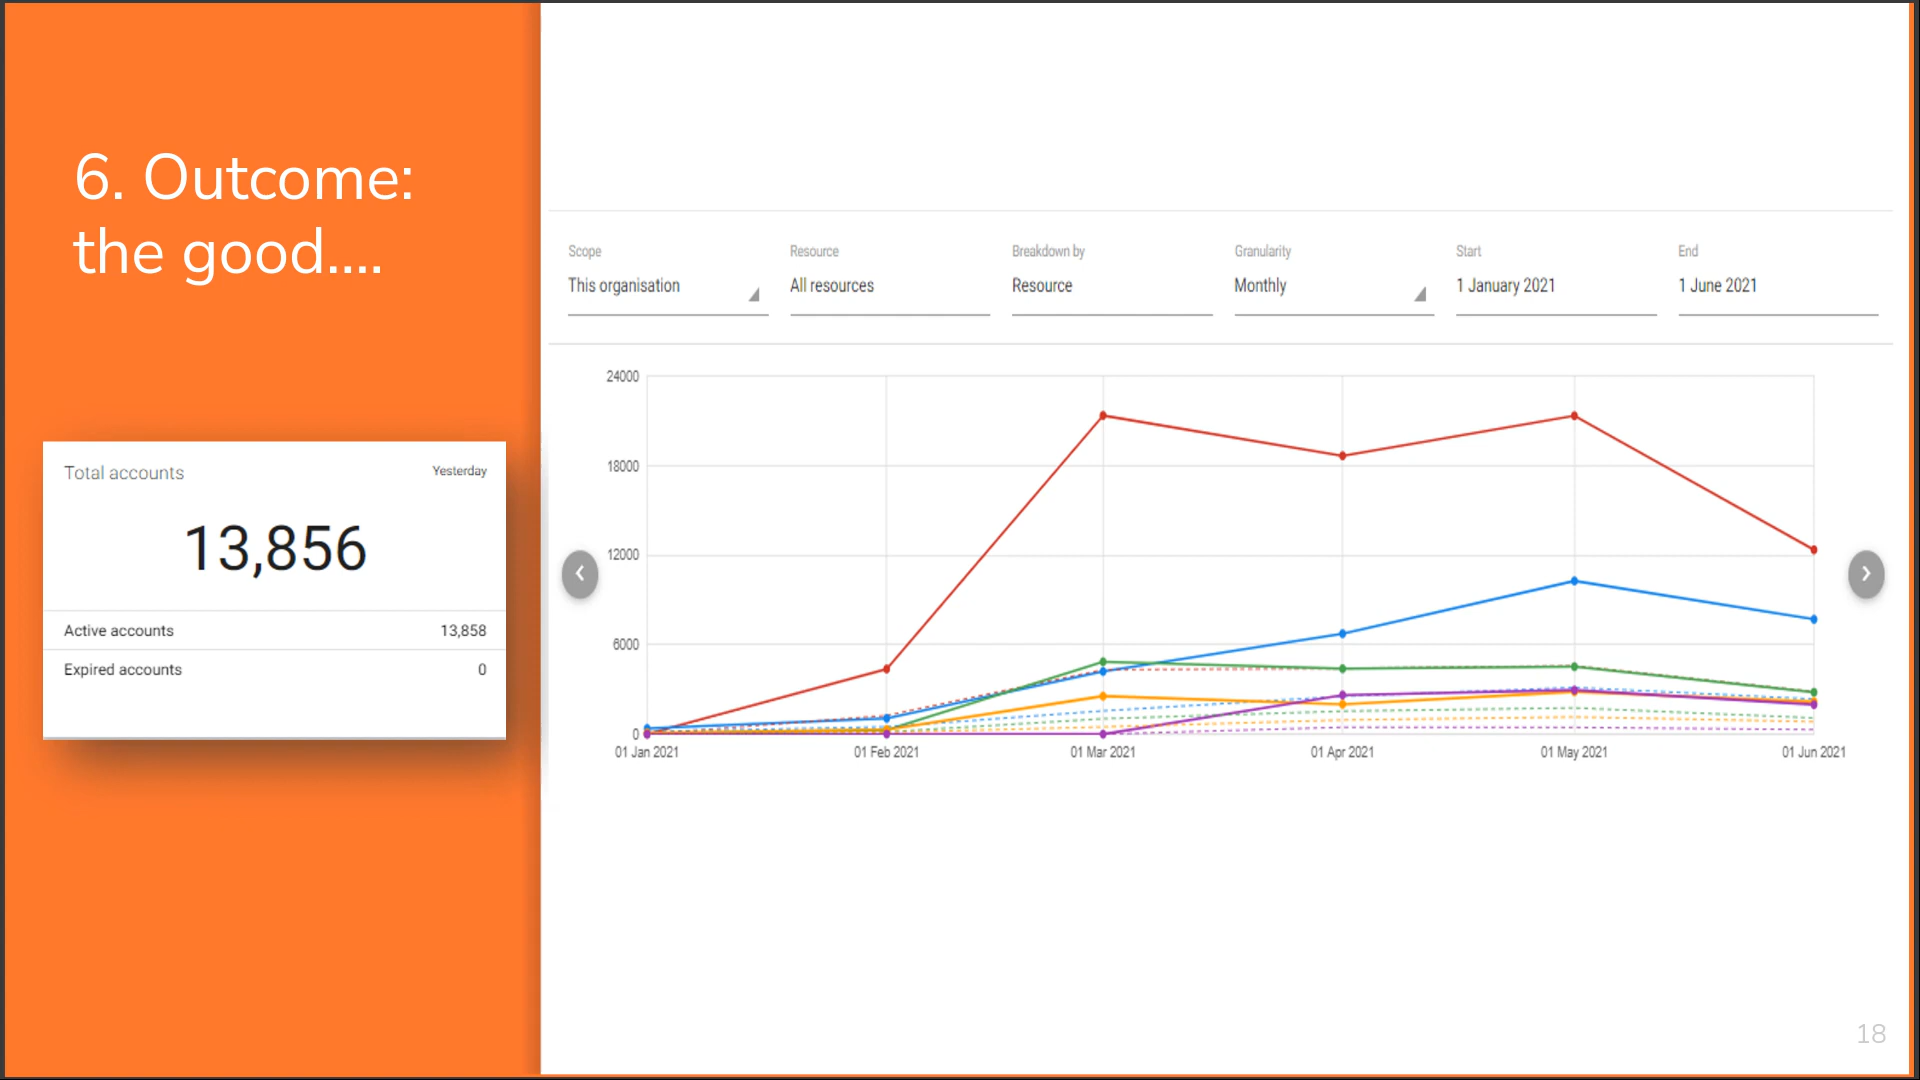 6. Outcome:
the good....
Total accounts
Yesterday
13,856
Active accounts
13,858
Expired accounts
0
Scope
Resource
Breakdown by
Granularity
Start
End
This organisation
All resources
Resource
Monthly
1 January 2021
1 June 2021
24000
18000
12000
6000
0
01 Jan 2021
01 Feb 2021
01 Mar 2021
01 Apr 2021
01 May 2021
01 Jun 2021
18